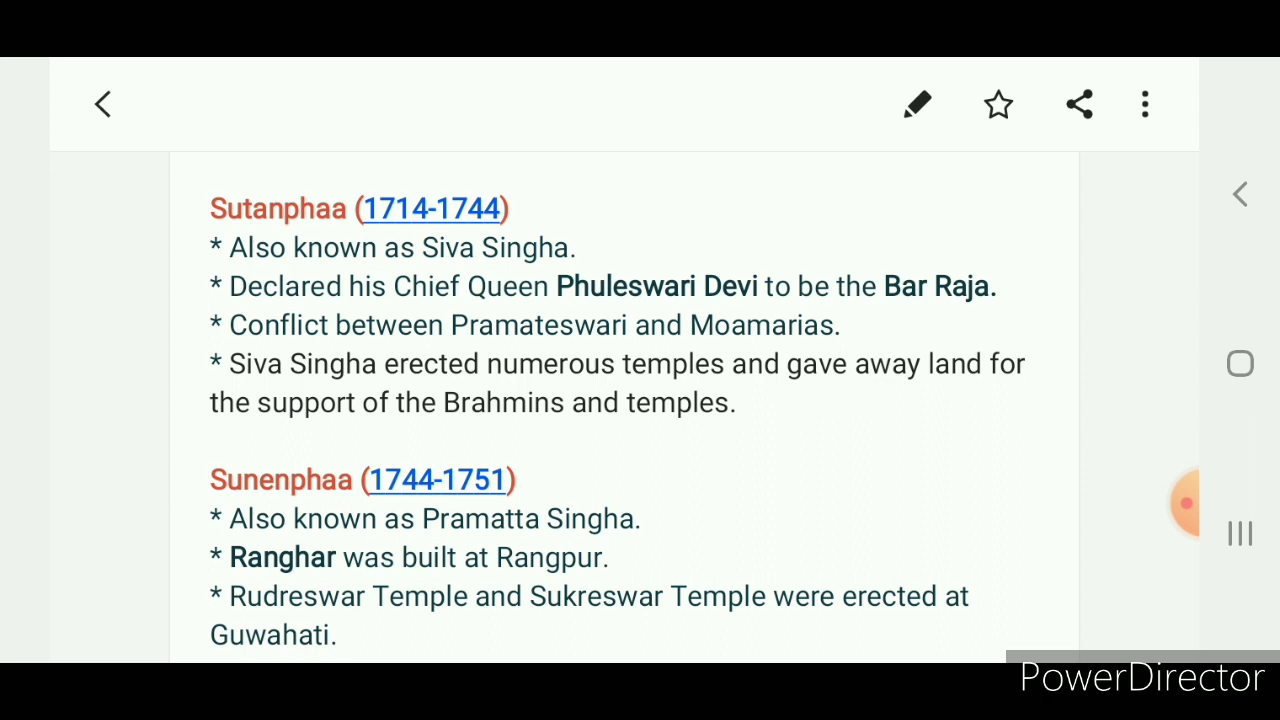 Sutanphaa (1714-1744)
* Also known as Siva Singha.
* Declared his Chief Queen Phuleswari Devi to be the Bar Raja.
* Conflict between Pramateswari and Moamarias.
* Siva Singha erected numerous temples and gave away land for
the support of the Brahmins and temples.
Sunenphaa (1744-1751)
* Also known as Pramatta Singha.
* Ranghar was built at Rangpur.
* Rudreswar Temple and Sukreswar Temple were erected at
Guwahati.
PowerDirector